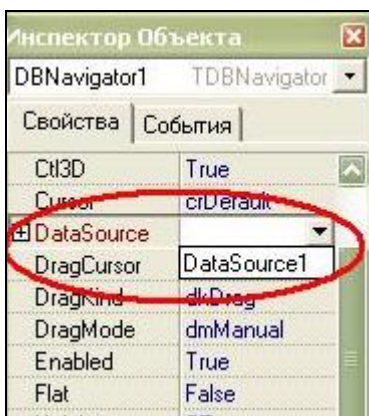 Инспектор Объекта
DBNavigator1 TDBNavigator
Свойства События
Ctl3D True
Cursor crDefault
DataSource
DragCursor DataSource1
DragKind dkDrag
DragMode dmManual
Enabled True
Flat False